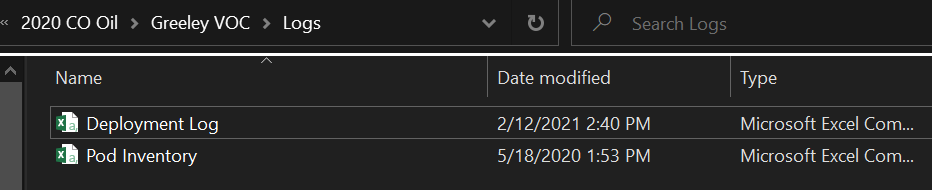 « 2020 CO Oil > Greeley VOC > Logs Search Logs
Name Date modified Type
Deployment Log 2/12/2021 2:40 PM Microsoft Excel Com...
Pod Inventory 5/18/2020 1:53 PM Microsoft Excel Com...